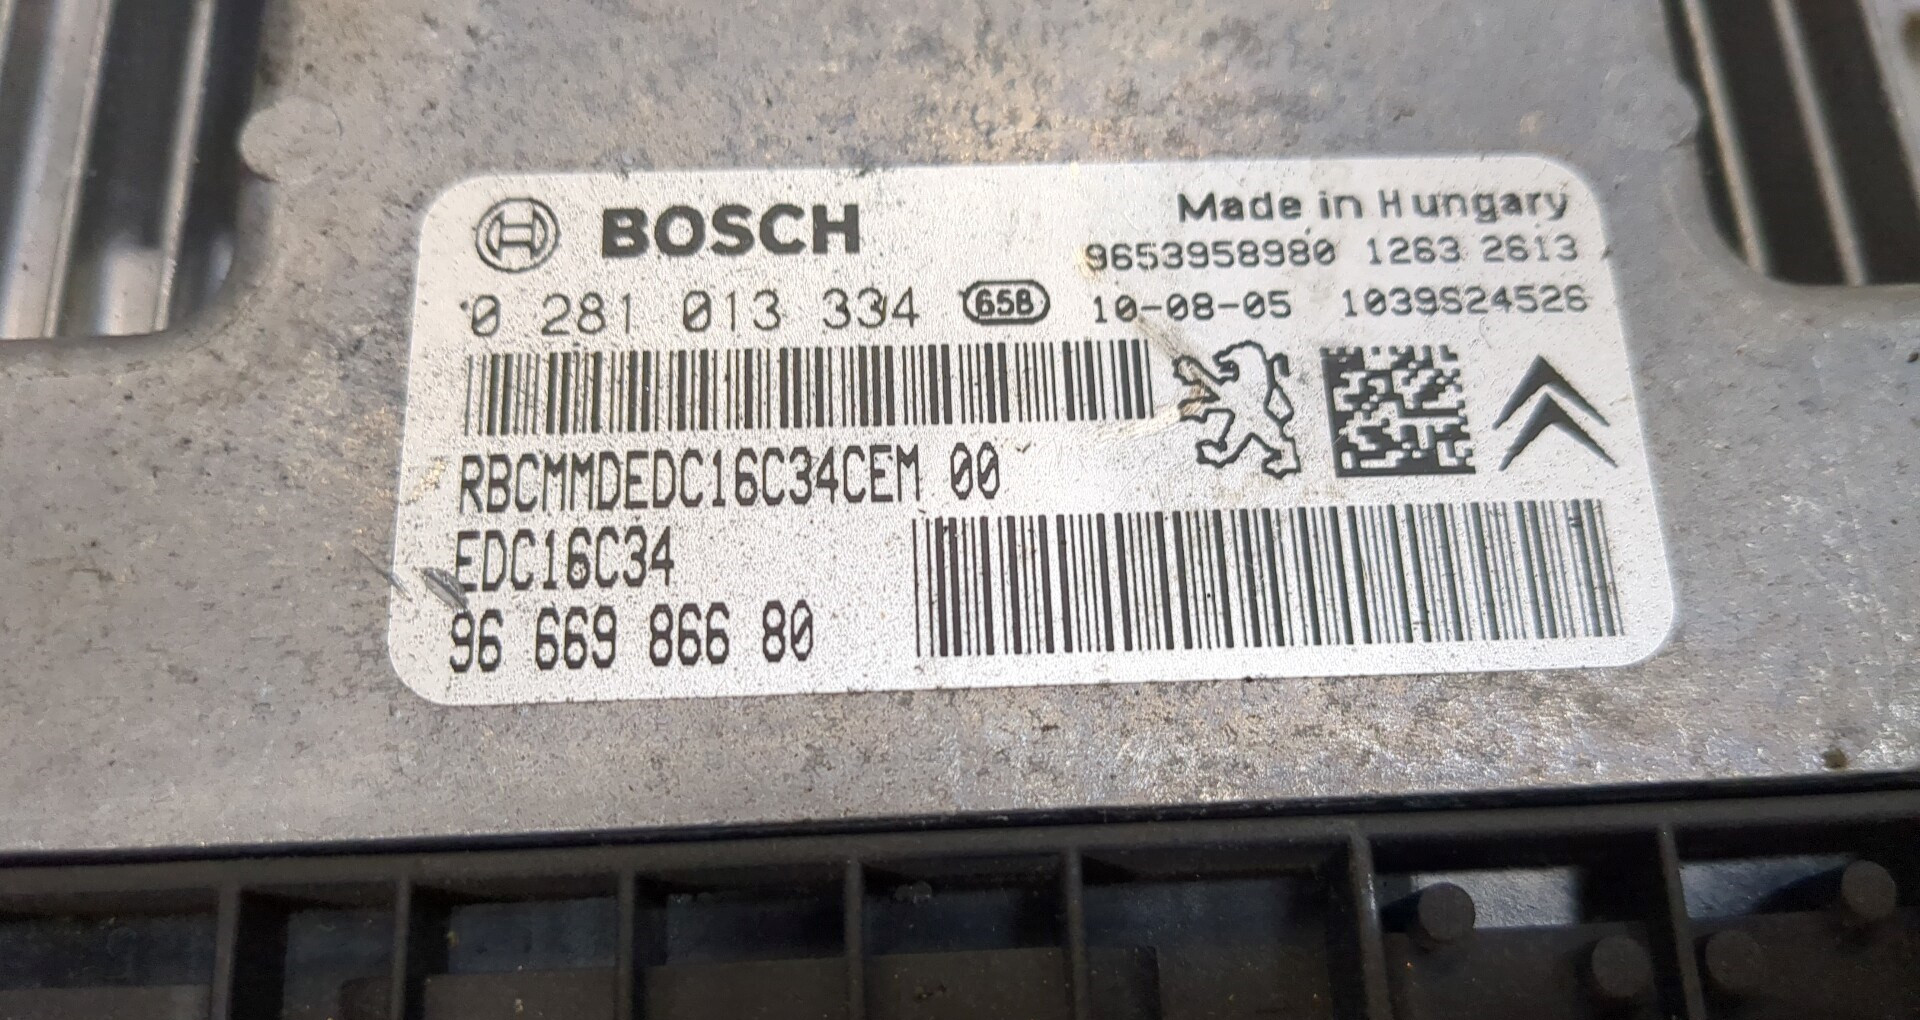 BOSCH
Made in Hungary
9653958980 1263 2613
0 281 013 334 65B 10-08-05 1039S24526
RBCMMDEDC16C34CEM 00
EDC16C34
96 669 866 80